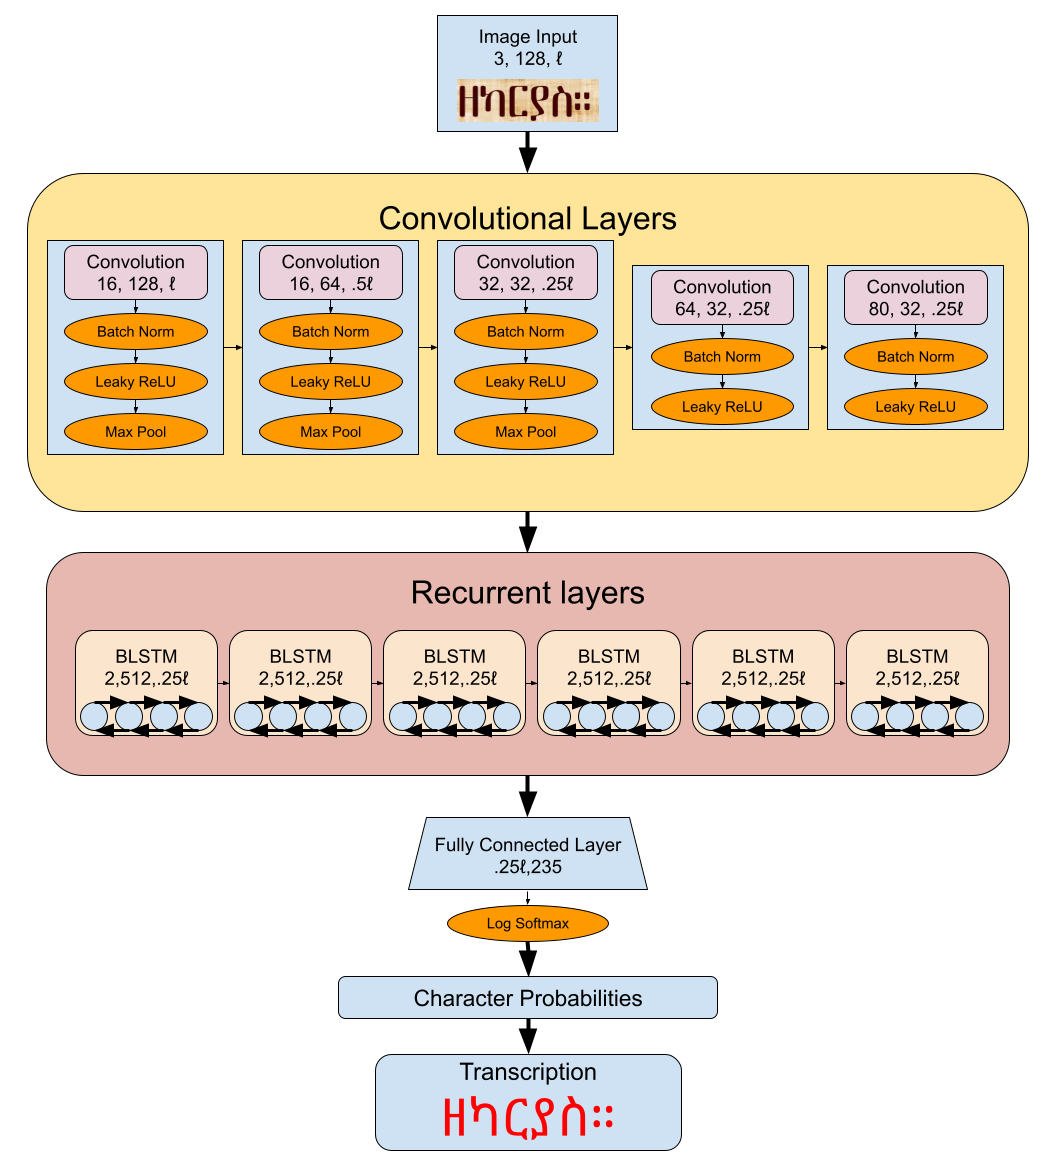 Image Input
3, 128, ℓ
ዘካርያስ።
Convolutional Layers
Convolution
16, 128, ℓ
Batch Norm
Leaky ReLU
Max Pool
Convolution
16, 64, .5ℓ
Batch Norm
Leaky ReLU
Max Pool
Convolution
32, 32, .25ℓ
Batch Norm
Leaky ReLU
Max Pool
Convolution
64, 32, .25ℓ
Batch Norm
Leaky ReLU
Convolution
80, 32, .25ℓ
Batch Norm
Leaky ReLU
Recurrent layers
BLSTM
2,512,.25ℓ
BLSTM
2,512,.25ℓ
BLSTM
2,512,.25ℓ
BLSTM
2,512,.25ℓ
BLSTM
2,512,.25ℓ
BLSTM
2,512,.25ℓ
Fully Connected Layer
.25ℓ,235
Log Softmax
Character Probabilities
Transcription
ዘካርያስ።